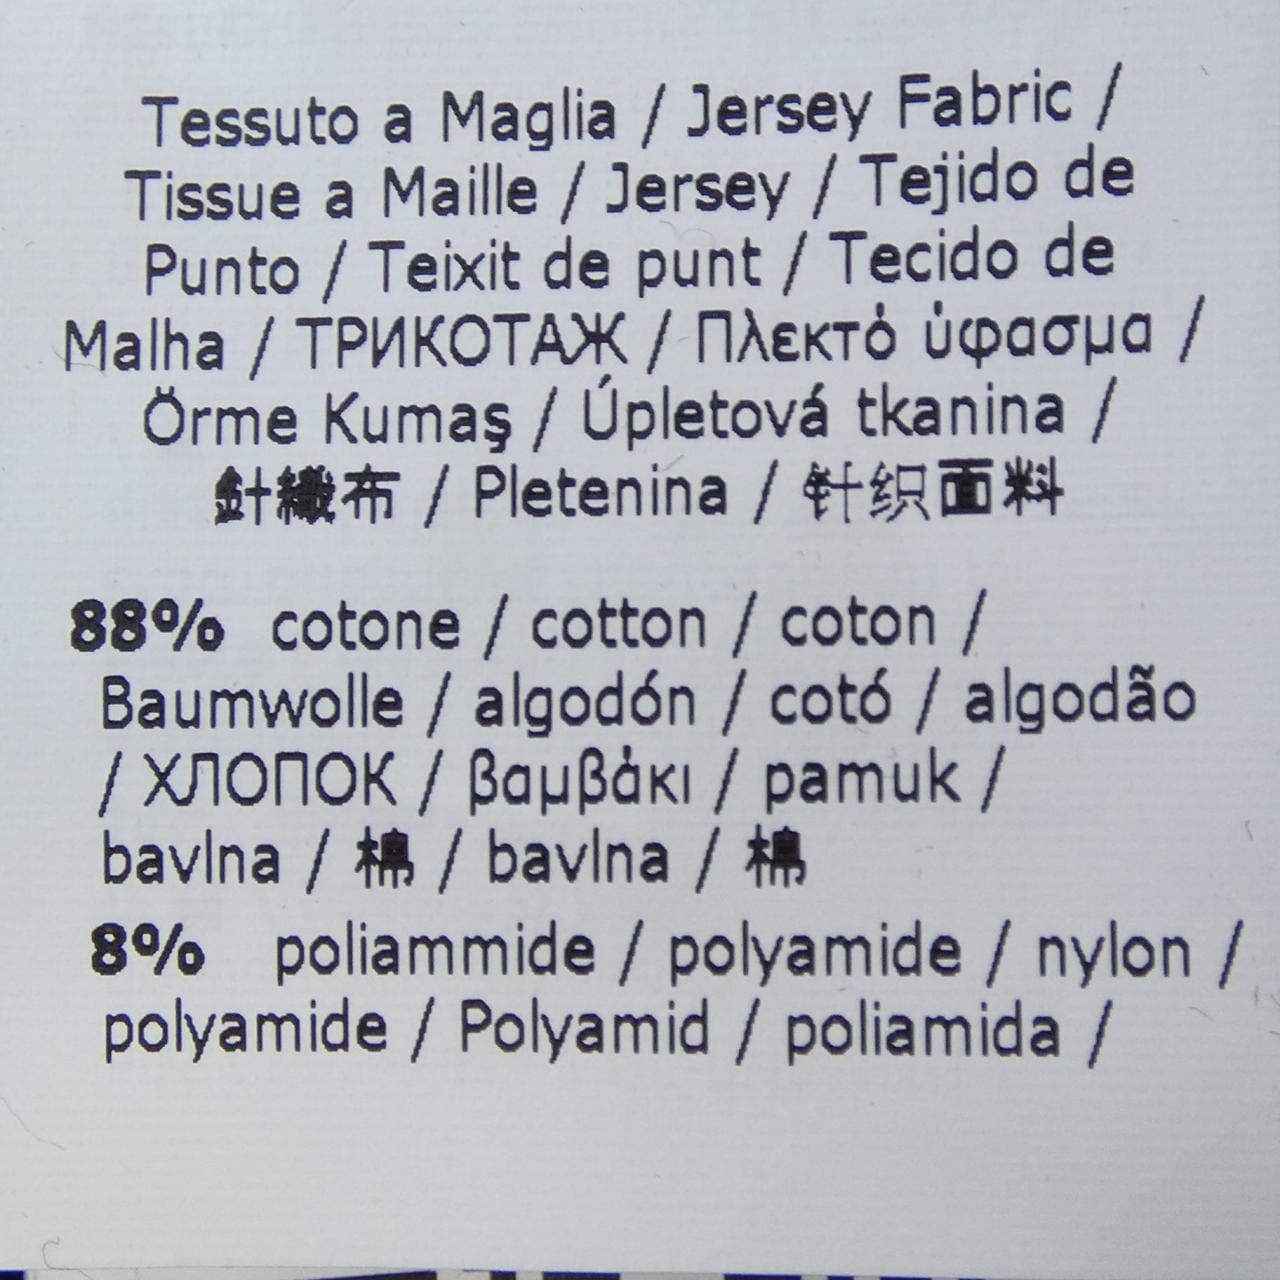 Tessuto a Maglia / Jersey Fabric /
Tissue a Maille / Jersey / Tejido de
Punto / Teixit de punt / Tecido de
Malha / ТРИКОТАЖ / Πλεκτό ύφασμα /
Örme Kumaş / Úpletová tkanina /
針織布 / Pletenina / 针织面料
88% cotone / cotton / coton /
Baumwolle / algodón / cotó / algodão
/ ХЛОПОК / βαμβάκι / pamuk /
bavlna / 棉 / bavlna / 棉
8% poliammide / polyamide / nylon /
polyamide / Polyamid / poliamida /